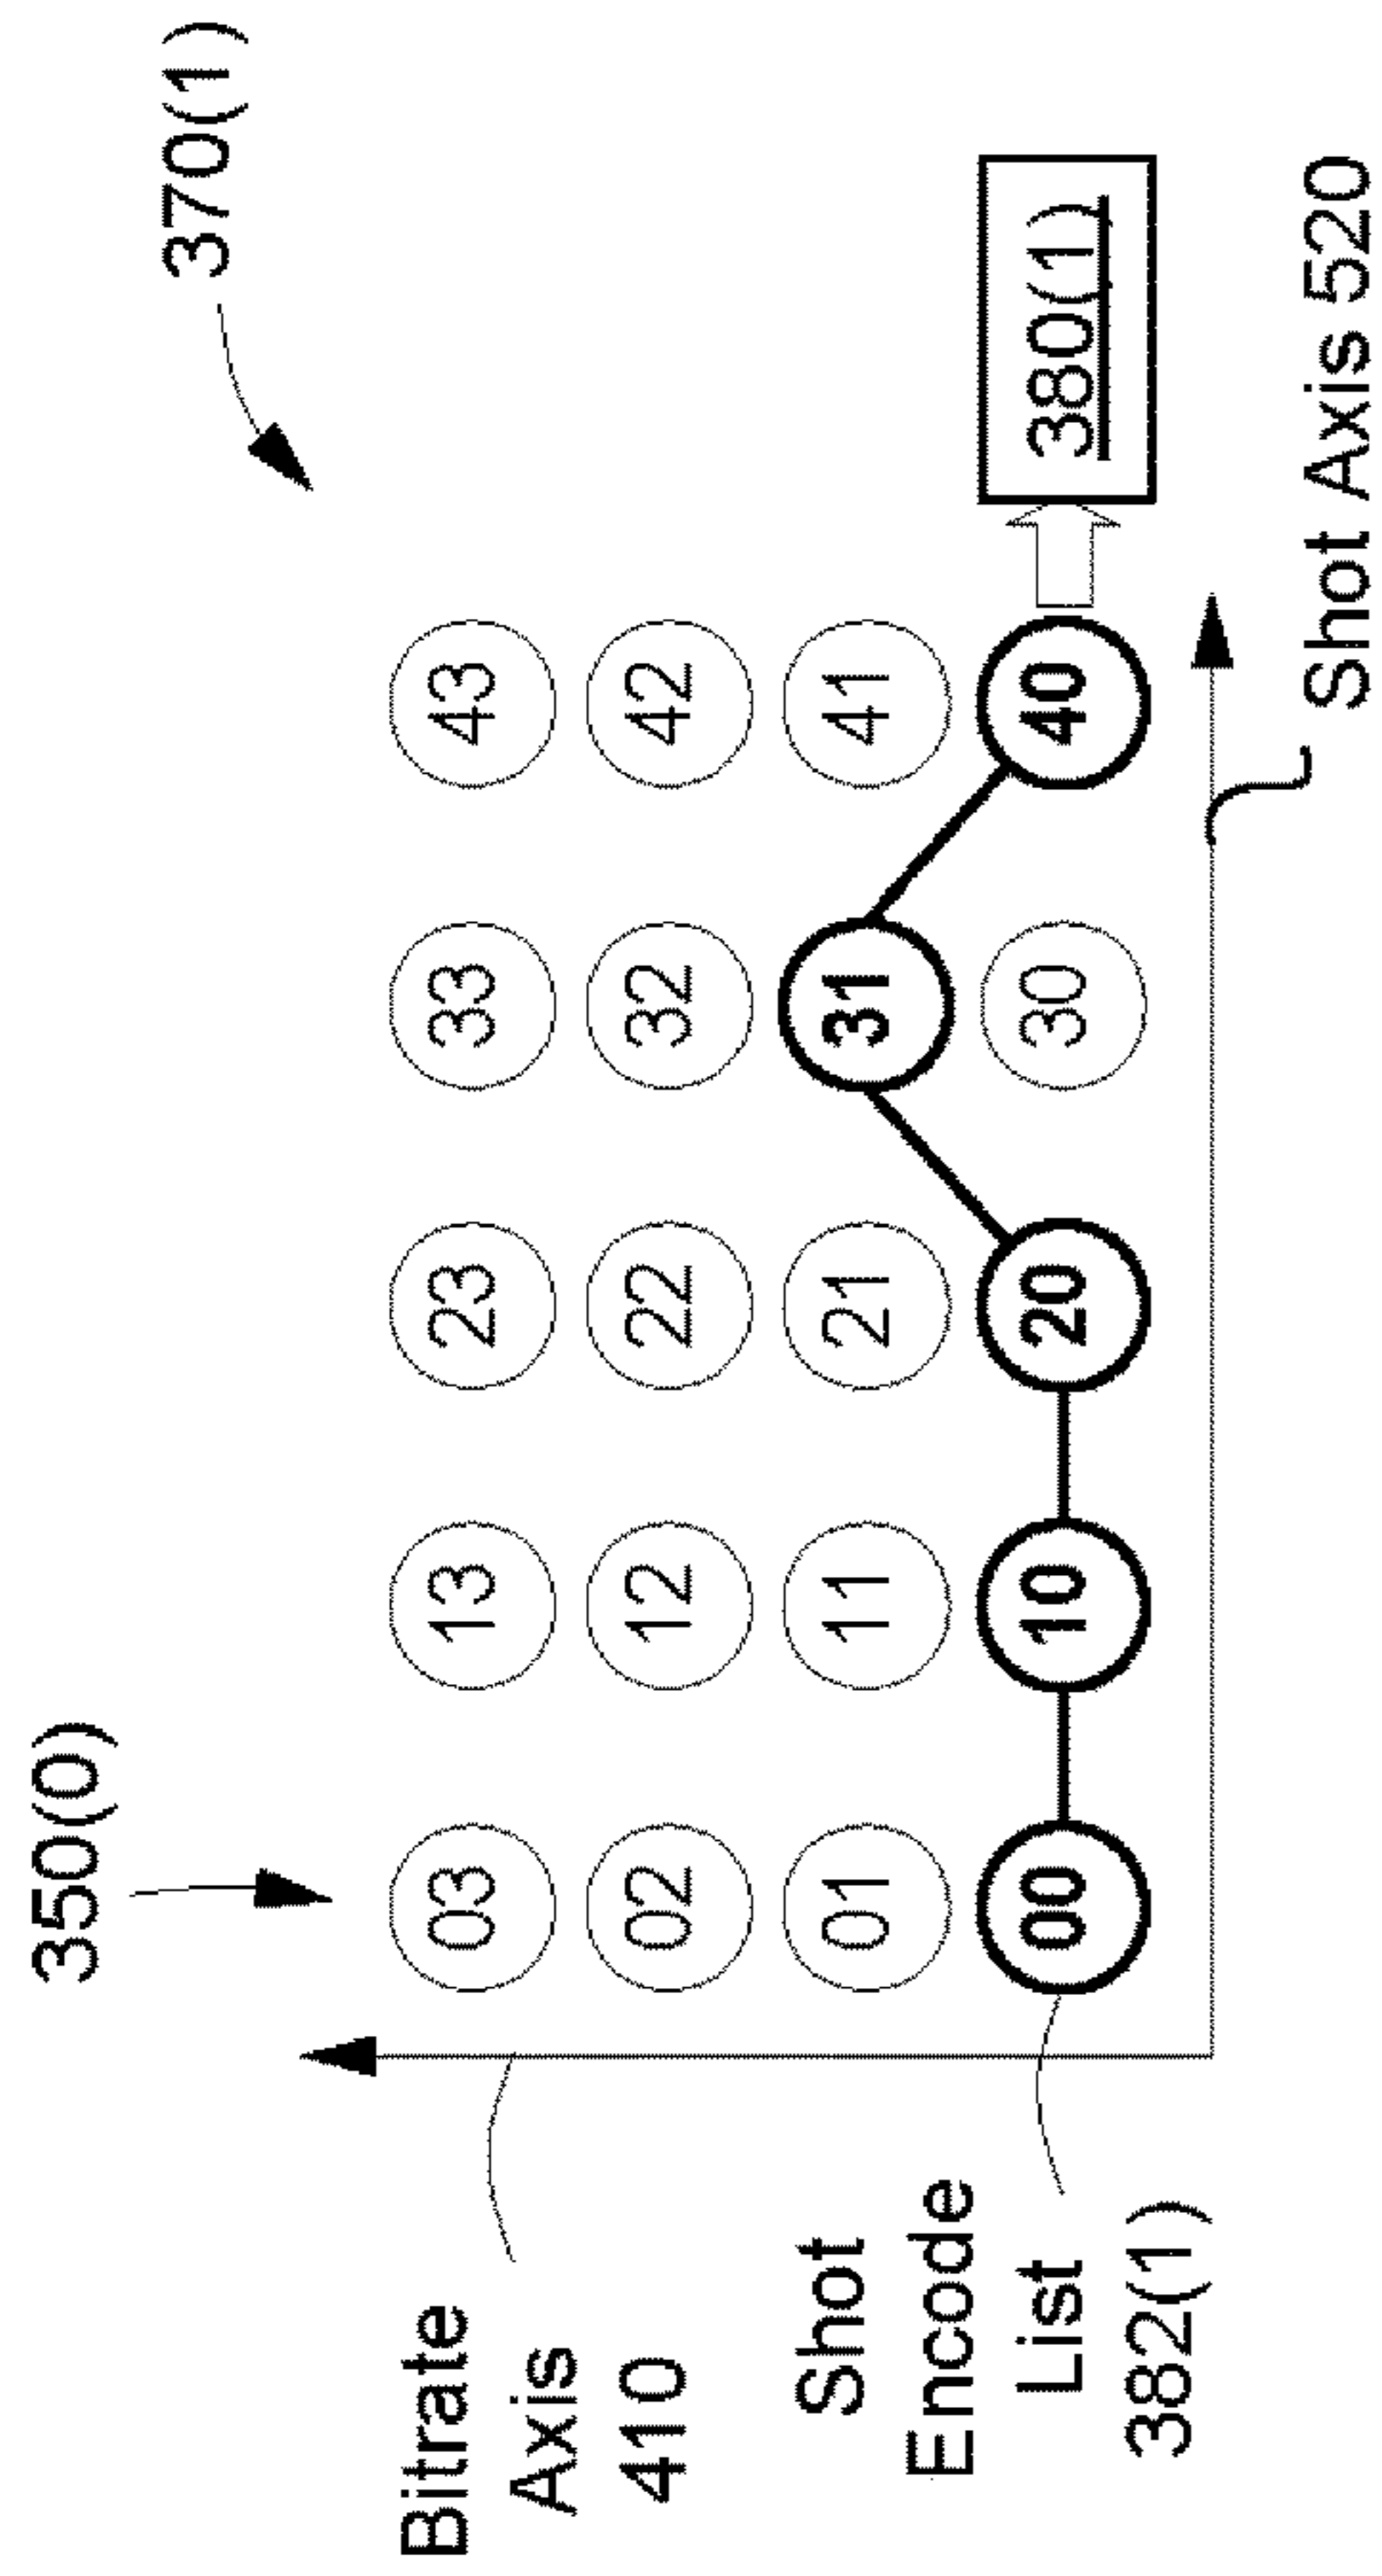 370(1)
350(0)
Bitrate
Axis
410
03 13 23 33 43
02 12 22 32 42
01 11 21 31 41
00 10 20 30 40
380(1)
Shot
Encode
List
382(1)
Shot Axis 520